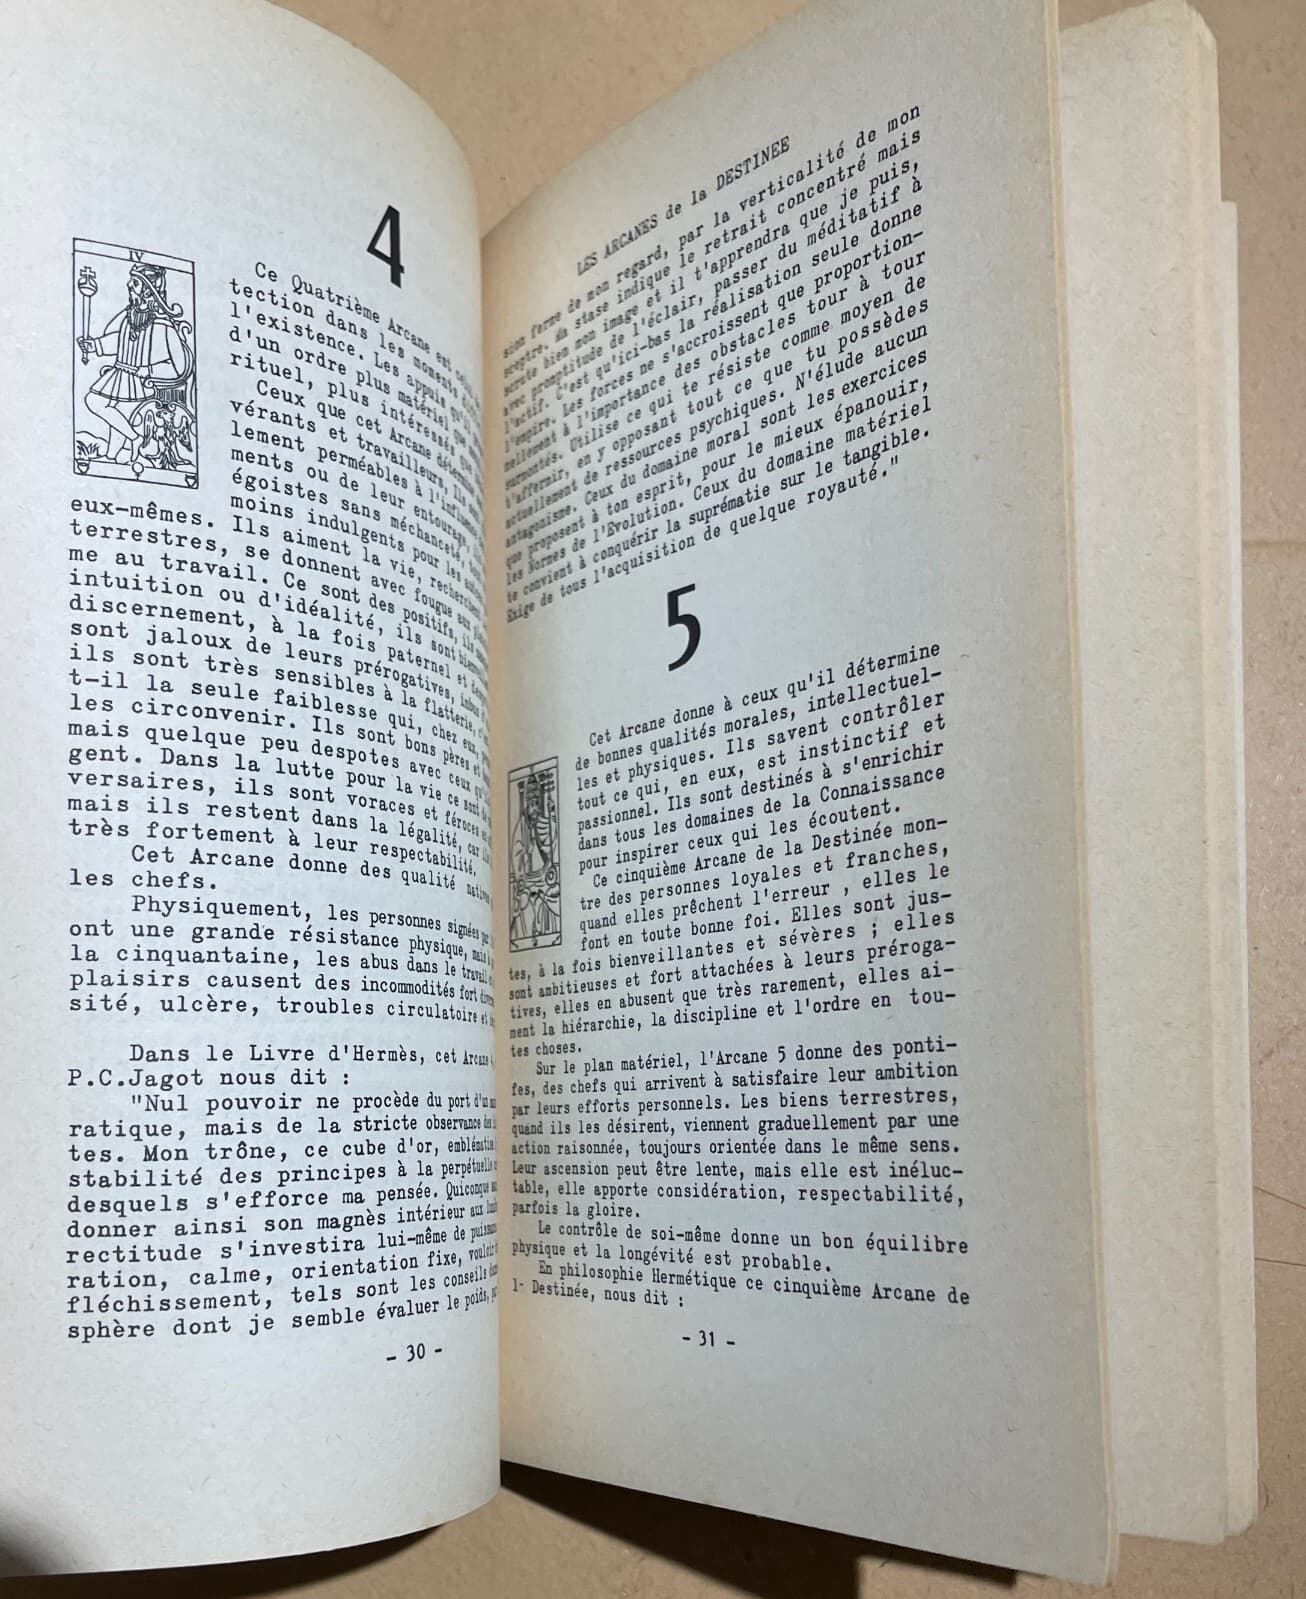 4
IV
Ce Quatrième Arcane est
tection dans les moments
l'existence. Les appuis qu'il
d'un ordre plus matériel que
rituel, plus intéressés que
Ceux que cet Arcane détermine
vérants et travailleurs, ils sont
lement perméables à l'influence
ments ou de leur entourage,
égoistes sans méchanceté,
moins indulgents pour les autres
eux-mêmes. Ils aiment la vie, recherchent
terrestres, se donnent avec fougue aux
me au travail. Ce sont des positifs, ils
intuition ou d'idéalité, ils sont
discernement, à la fois paternel et
sont jaloux de leurs prérogatives,
ils sont très sensibles à la flatterie,
t-il la seule faiblesse qui, chez eux,
les circonvenir. Ils sont bons pères et
mais quelque peu despotes avec ceux
gent. Dans la lutte pour la vie ce sont
versaires, ils sont voraces et féroces
mais ils restent dans la légalité, car
très fortement à leur respectabilité.
Cet Arcane donne des qualité natives
les chefs.
Physiquement, les personnes signées
ont une grande résistance physique, mais
la cinquantaine, les abus dans le travail
plaisirs causent des incommodités fort
sité, ulcère, troubles circulatoire et
Dans le Livre d'Hermès, cet Arcane
P.C.Jagot nous dit :
"Nul pouvoir ne procède du port d'un
ratique, mais de la stricte observance des
tes. Mon trône, ce cube d'or,
stabilité des principes à la perpétuelle
desquels s'efforce ma pensée. Quiconque
donner ainsi son magnès intérieur aux
rectitude s'investira lui-même de
ration, calme, orientation fixe, vouloir
fléchissement, tels sont les conseils
sphère dont je semble évaluer le poids,
- 30 -
LES ARCANES de la DESTINEE
sion ferme de mon regard, par la verticalité de mon
sceptre. Ma stase indique le retrait concentré mais
scrute bien mon image et il t'apprendra que je puis,
avec promptitude de l'éclair, passer du méditatif à
l'actif. C'est qu'ici-bas la réalisation seule donne
l'empire. Les forces ne s'accroissent que proportion-
nellement à l'importance des obstacles tour à tour
surmontés. Utilise ce qui te résiste comme moyen de
t'affermir, en y opposant tout ce que tu possèdes
actuellement de ressources psychiques. N'élude aucun
antagonisme. Ceux du domaine moral sont les exercices
que proposent à ton esprit, pour le mieux épanouir,
les Normes de l'Evolution. Ceux du domaine matériel
te convient à conquérir la suprématie sur le tangible.
Exige de tous l'acquisition de quelque royauté."
5
Cet Arcane donne à ceux qu'il détermine
de bonnes qualités morales, intellectuel-
les et physiques. Ils savent contrôler
tout ce qui, en eux, est instinctif et
passionnel. Ils sont destinés à s'enrichir
dans tous les domaines de la Connaissance
pour inspirer ceux qui les écoutent.
Ce cinquième Arcane de la Destinée mon-
tre des personnes loyales et franches,
quand elles prêchent l'erreur , elles le
font en toute bonne foi. Elles sont jus-
tes, à la fois bienveillantes et sévères ; elles
sont ambitieuses et fort attachées à leurs préroga-
tives, elles en abusent que très rarement, elles ai-
ment la hiérarchie, la discipline et l'ordre en tou-
tes choses.
Sur le plan matériel, l'Arcane 5 donne des ponti-
fes, des chefs qui arrivent à satisfaire leur ambition
par leurs efforts personnels. Les biens terrestres,
quand ils les désirent, viennent graduellement par une
action raisonnée, toujours orientée dans le même sens.
Leur ascension peut être lente, mais elle est inéluc-
table, elle apporte considération, respectabilité,
parfois la gloire.
Le contrôle de soi-même donne un bon équilibre
physique et la longévité est probable.
En philosophie Hermétique ce cinquième Arcane de
Destinée, nous dit :
- 31 -